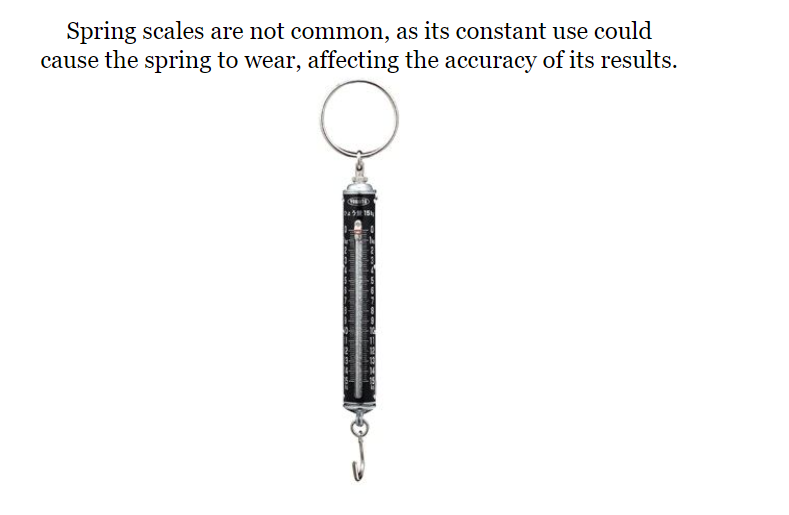 Spring scales are not common, as its constant use could
cause the spring to wear, affecting the accuracy of its results.